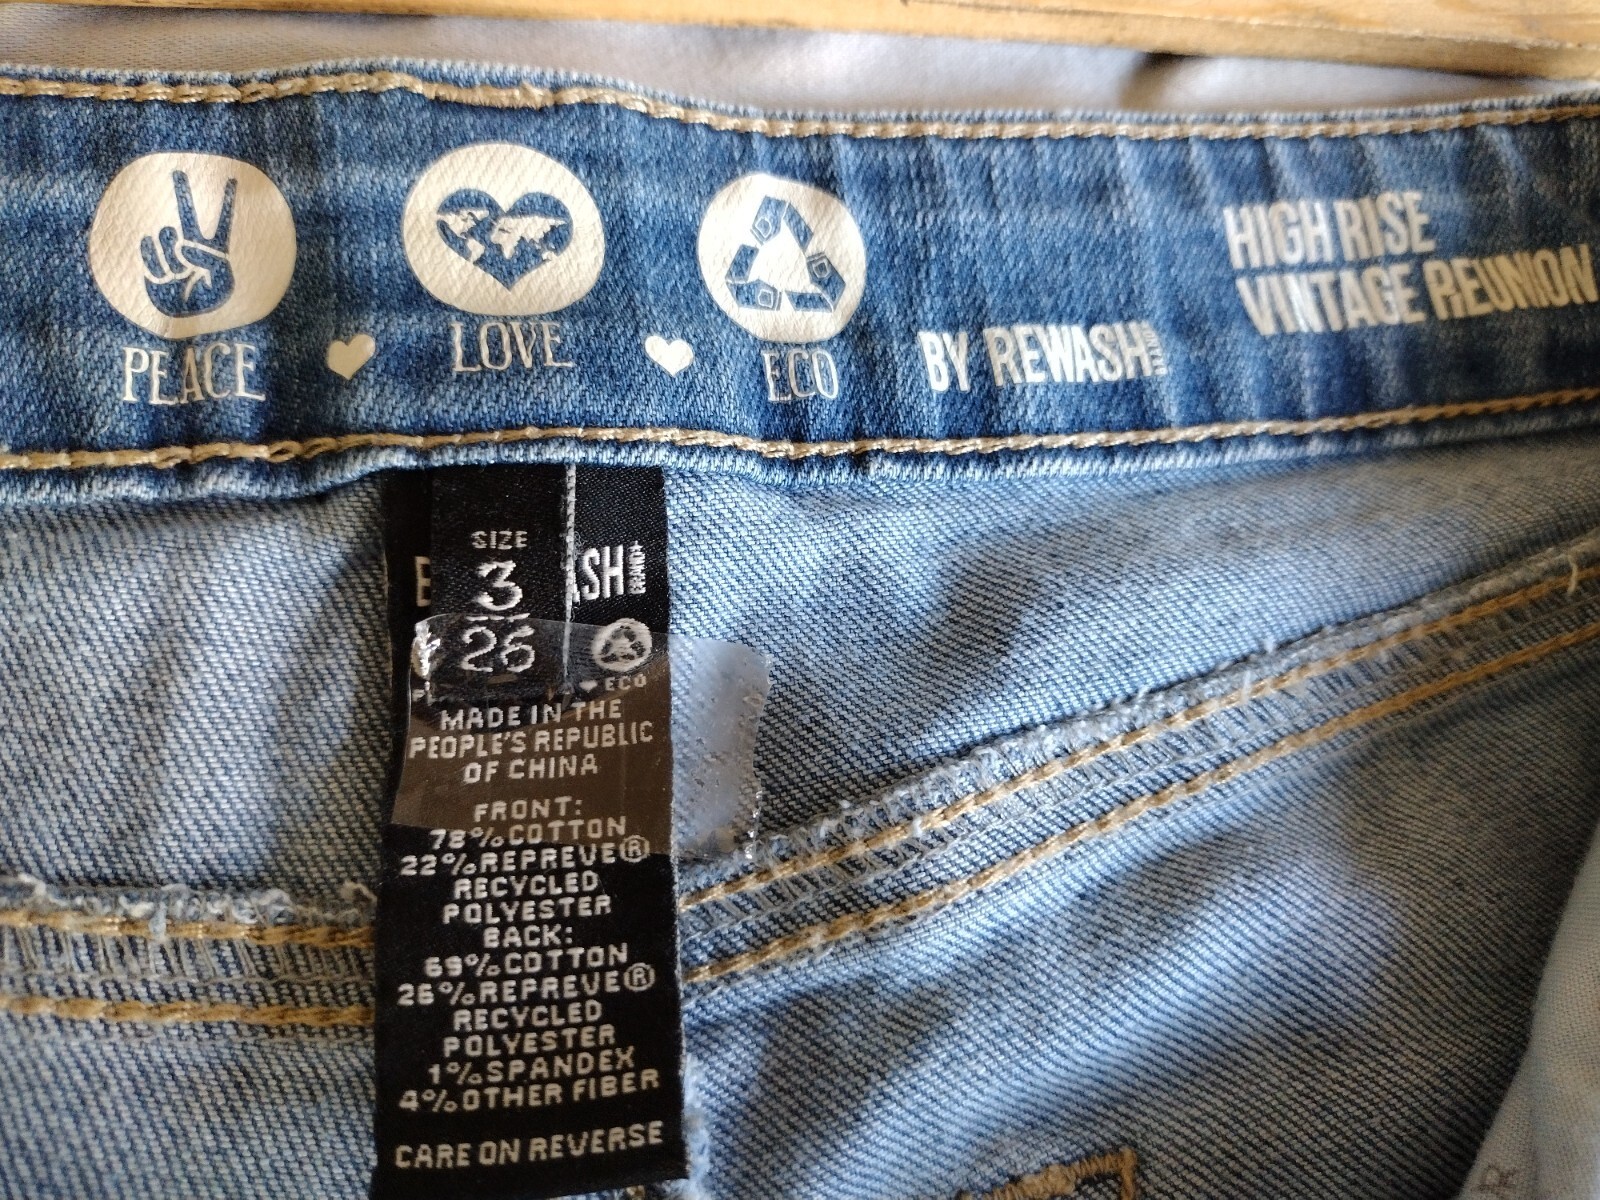 PEACE
LOVE
ECO
BY REWASH
HIGH RISE
VINTAGE REUNION
SIZE
3
26
ECO
MADE IN THE
PEOPLE'S REPUBLIC
OF CHINA
FRONT:
78% COTTON
22% REPREVE®
RECYCLED
POLYESTER
BACK:
69% COTTON
26% REPREVE®
RECYCLED
POLYESTER
1% SPANDEX
4% OTHER FIBER
CARE ON REVERSE